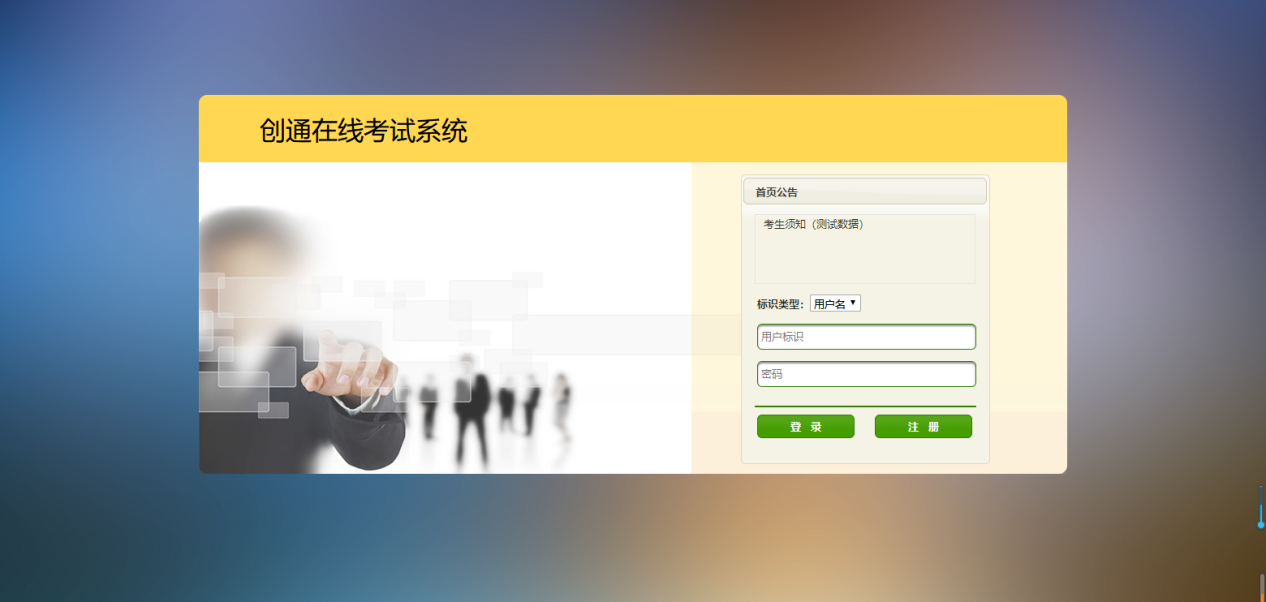 创通在线考试系统
首页公告
考生须知（测试数据）
标识类型： 用户名
用户标识
密码
登 录 注 册